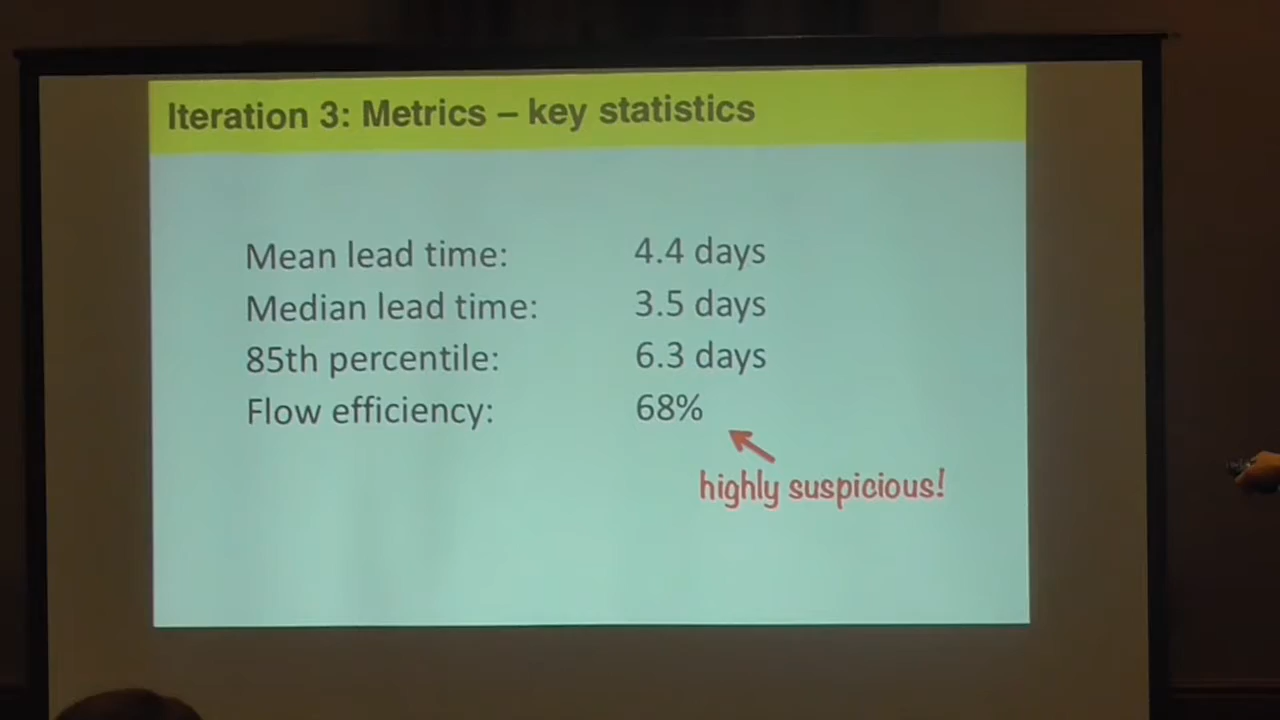 Iteration 3: Metrics – key statistics
Mean lead time: 4.4 days
Median lead time: 3.5 days
85th percentile: 6.3 days
Flow efficiency: 68%
highly suspicious!